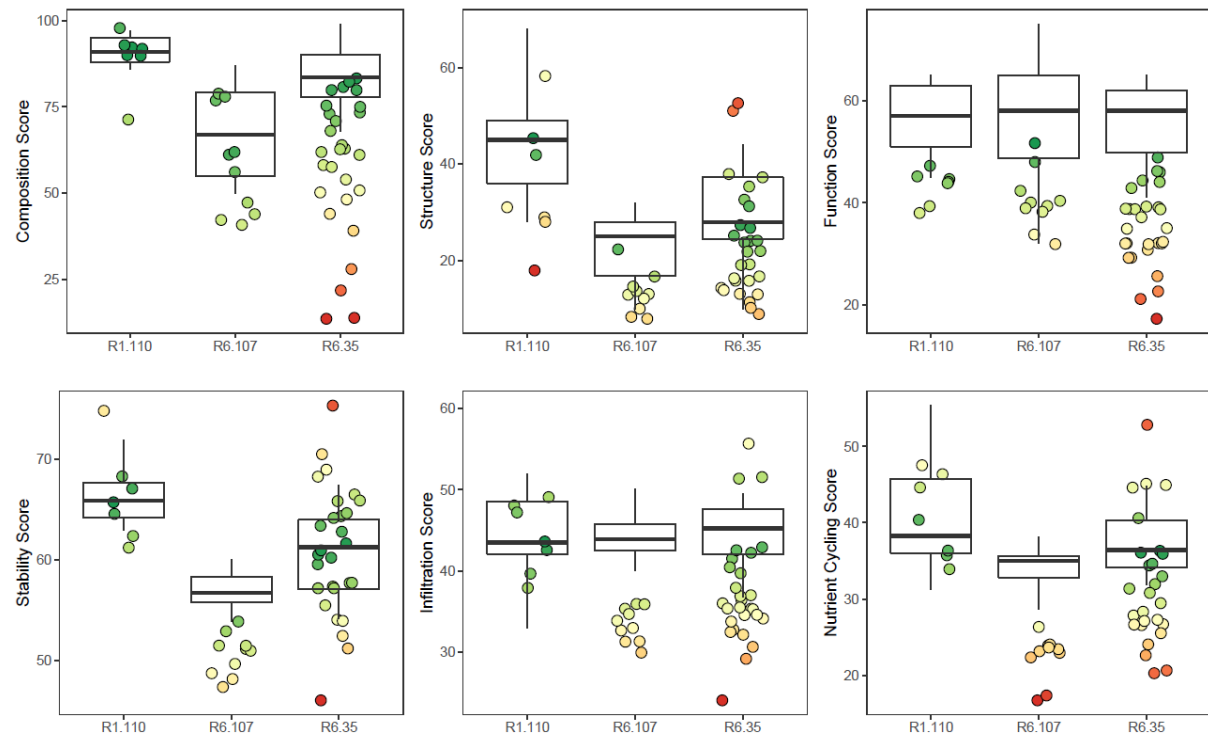 Composition Score
100
75
50
25
R1.110 R6.107 R6.35
Structure Score
60
40
20
R1.110 R6.107 R6.35
Function Score
60
40
20
R1.110 R6.107 R6.35
Stability Score
70
60
50
R1.110 R6.107 R6.35
Infiltration Score
60
50
40
30
R1.110 R6.107 R6.35
Nutrient Cycling Score
50
40
30
20
R1.110 R6.107 R6.35